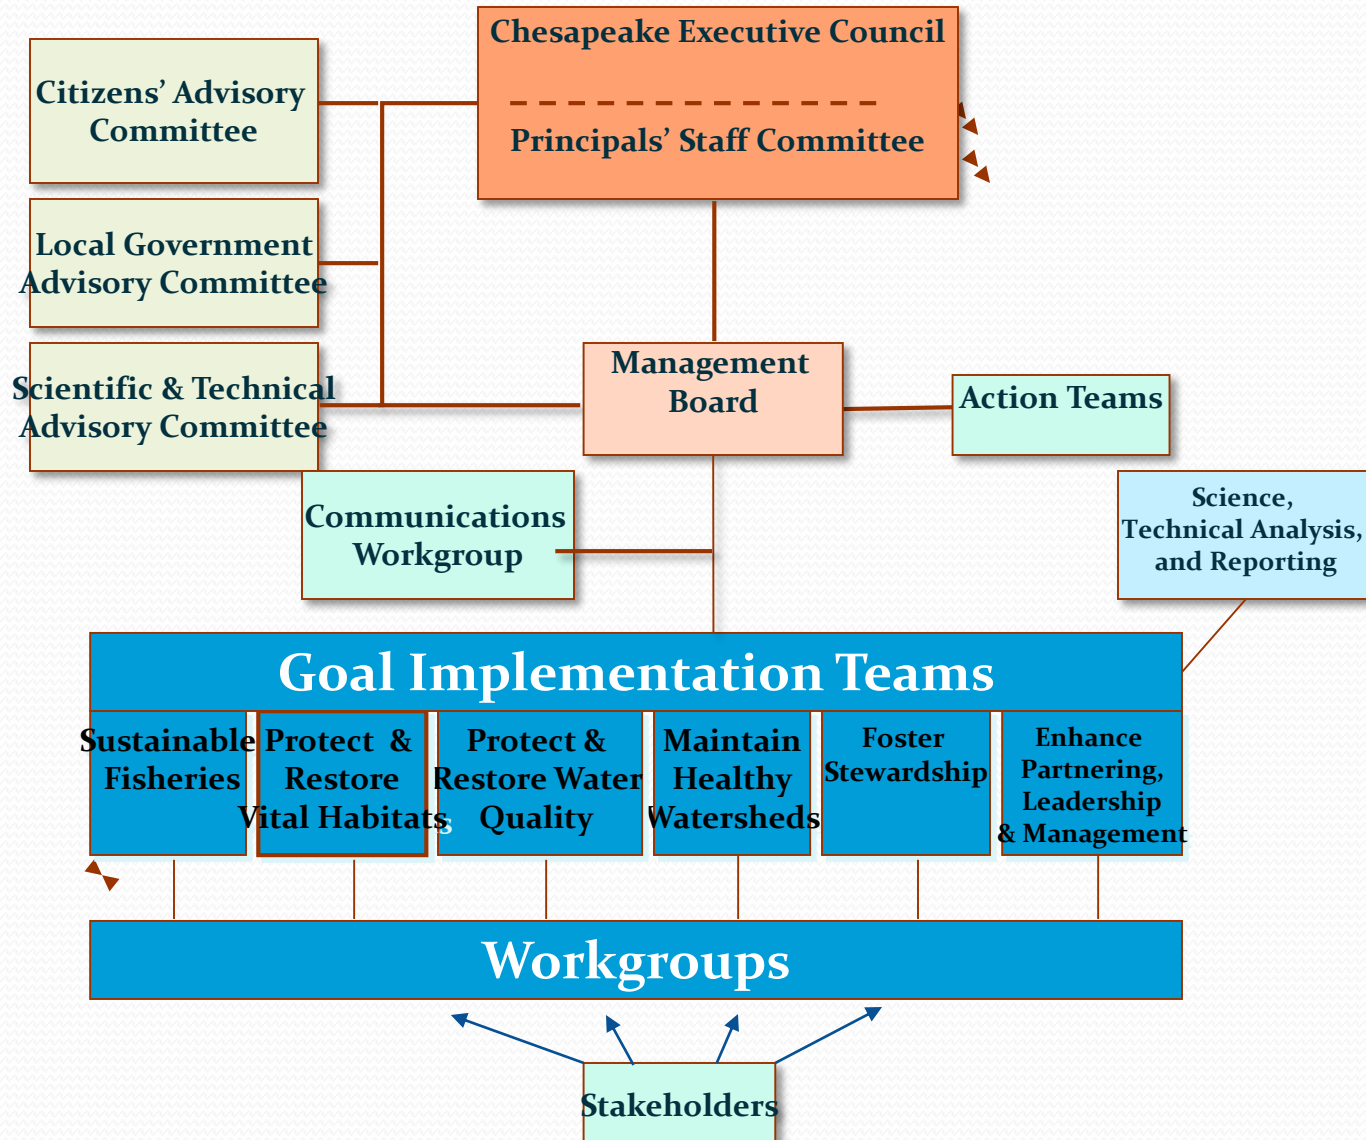 Chesapeake Executive Council
Principals’ Staff Committee
Citizens’ Advisory
Committee
Local Government
Advisory Committee
Scientific & Technical
Advisory Committee
Management
Board
Action Teams
Communications
Workgroup
Science,
Technical Analysis,
and Reporting
Goal Implementation Teams
Sustainable
Fisheries
Protect &
Restore
Vital Habitats
Protect &
Restore Water
Quality
Maintain
Healthy
Watersheds
Foster
Stewardship
Enhance
Partnering,
Leadership
& Management
Workgroups
Stakeholders